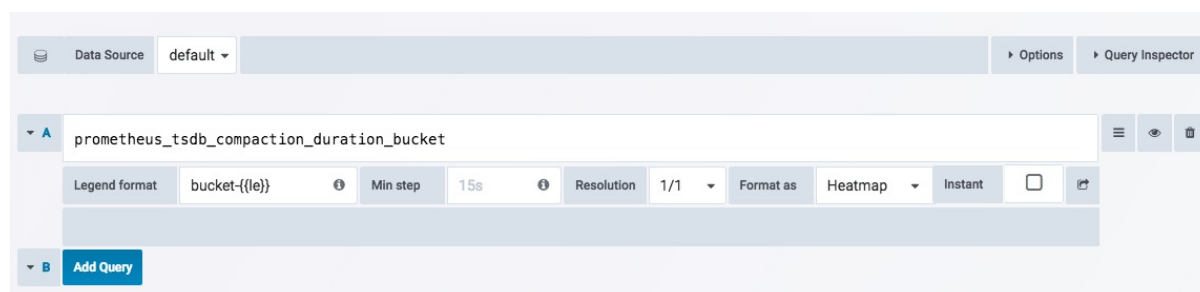 Data Source default Options Query Inspector
A prometheus_tsdb_compaction_duration_bucket
Legend format bucket-{{le}} Min step 15s Resolution 1/1 Format as Heatmap Instant
B Add Query